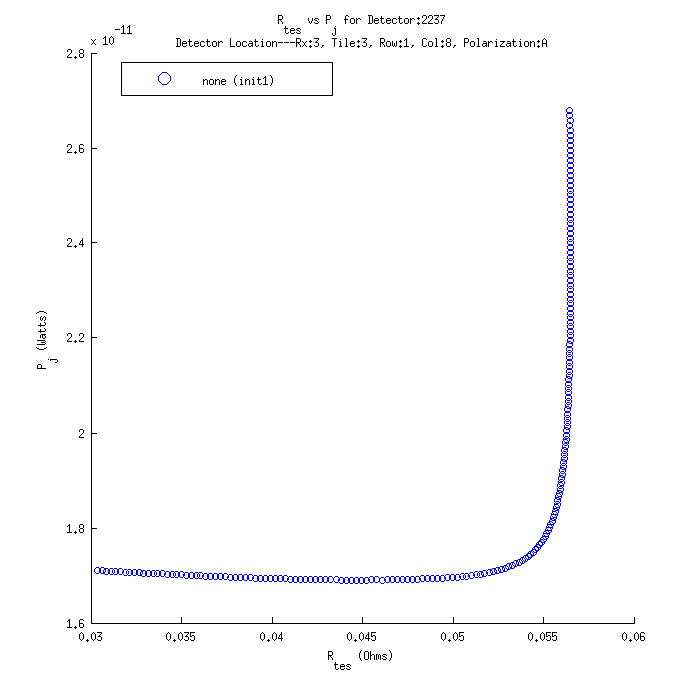 R_tes vs P_j for Detector:2237
Detector Location---Rx:3, Tile:3, Row:1, Col:8, Polarization:A
x 10^-11
2.8
none (init1)
2.6
2.4
2.2
P_j (Watts)
2
1.8
1.6
0.03 0.035 0.04 0.045 0.05 0.055 0.06
R_tes (Ohms)